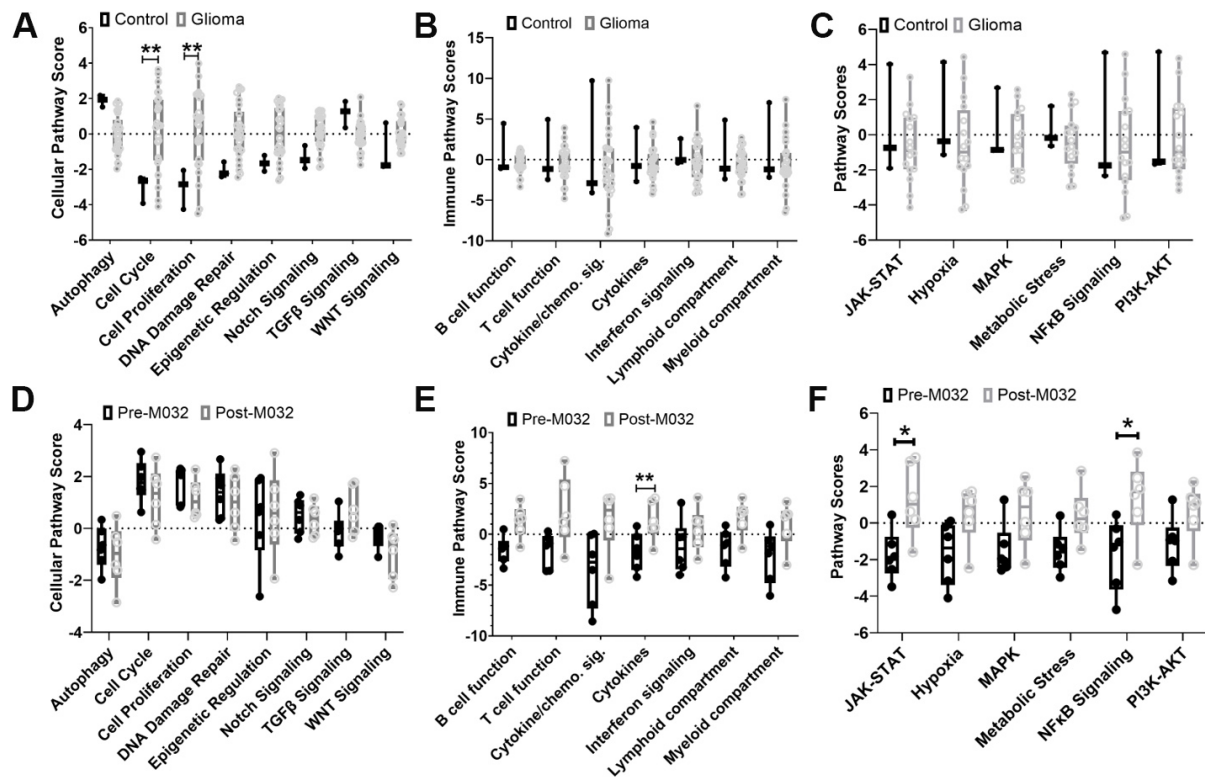 A
Control Glioma
Cellular Pathway Score
6
4
2
0
-2
-4
-6
**
**
Autophagy
Cell Cycle
Cell Proliferation
DNA Damage Repair
Epigenetic Regulation
Notch Signaling
TGFβ Signaling
WNT Signaling
B
Control Glioma
Immune Pathway Scores
15
10
5
0
-5
-10
B cell function
T cell function
Cytokine/chemo. sig.
Cytokines
Interferon signaling
Lymphoid compartment
Myeloid compartment
C
Control Glioma
Pathway Scores
6
4
2
0
-2
-4
-6
JAK-STAT
Hypoxia
MAPK
Metabolic Stress
NFκB Signaling
PI3K-AKT
D
Pre-M032 Post-M032
Cellular Pathway Score
4
2
0
-2
-4
Autophagy
Cell Cycle
Cell Proliferation
DNA Damage Repair
Epigenetic Regulation
Notch Signaling
TGFβ Signaling
WNT Signaling
E
Pre-M032 Post-M032
Immune Pathway Score
10
5
0
-5
-10
**
B cell function
T cell function
Cytokine/chemo. sig.
Cytokines
Interferon signaling
Lymphoid compartment
Myeloid compartment
F
Pre-M032 Post-M032
Pathway Scores
6
4
2
0
-2
-4
-6
*
*
JAK-STAT
Hypoxia
MAPK
Metabolic Stress
NFκB Signaling
PI3K-AKT